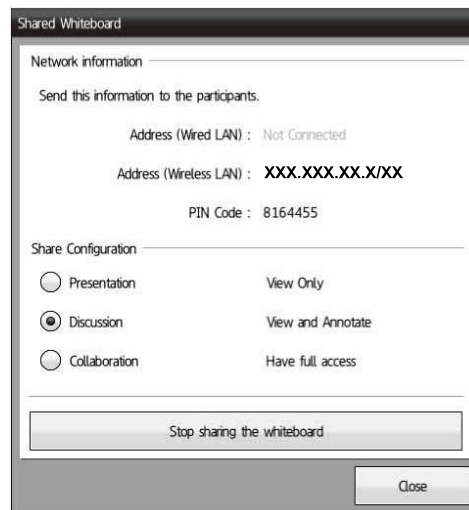 Shared Whiteboard
Network information
Send this information to the participants.
Address (Wired LAN) : Not Connected
Address (Wireless LAN) : XXX.XXX.XX.X/XX
PIN Code : 8164455
Share Configuration
Presentation View Only
Discussion View and Annotate
Collaboration Have full access
Stop sharing the whiteboard
Close